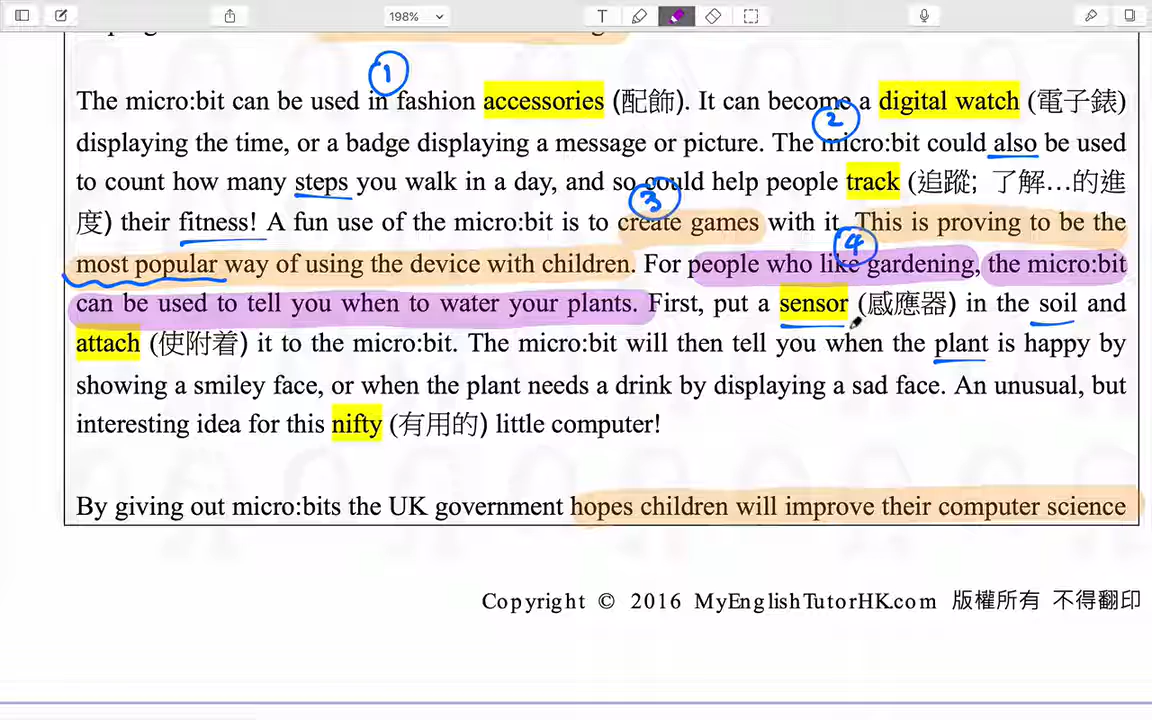 198%
The micro:bit can be used in fashion accessories (配飾). It can become a digital watch (電子錶)
displaying the time, or a badge displaying a message or picture. The micro:bit could also be used
to count how many steps you walk in a day, and so could help people track (追蹤; 了解…的進
度) their fitness! A fun use of the micro:bit is to create games with it. This is proving to be the
most popular way of using the device with children. For people who like gardening, the micro:bit
can be used to tell you when to water your plants. First, put a sensor (感應器) in the soil and
attach (使附着) it to the micro:bit. The micro:bit will then tell you when the plant is happy by
showing a smiley face, or when the plant needs a drink by displaying a sad face. An unusual, but
interesting idea for this nifty (有用的) little computer!
By giving out micro:bits the UK government hopes children will improve their computer science
Copyright © 2016 MyEnglishTutorHK.com 版權所有 不得翻印
1
2
3
4